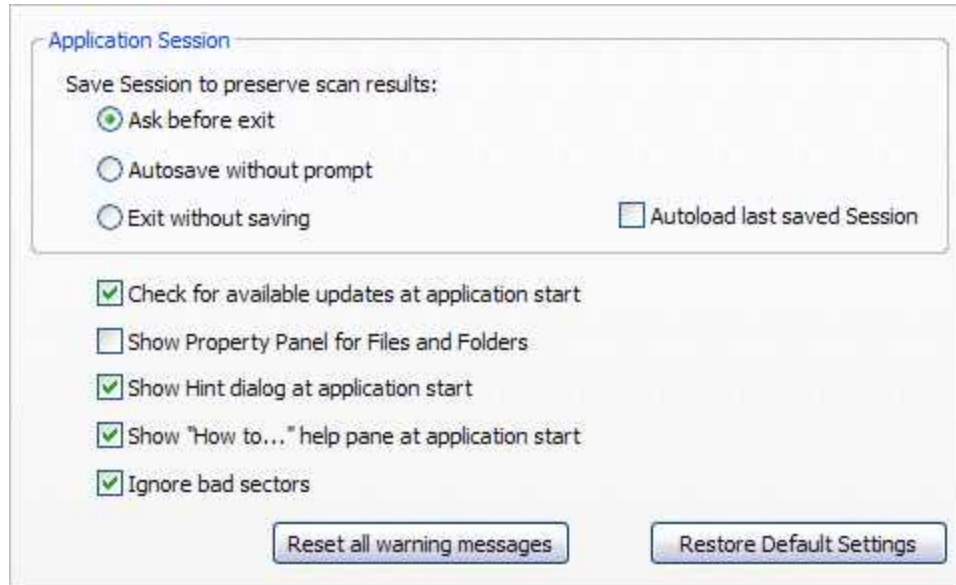 Application Session
Save Session to preserve scan results:
Ask before exit
Autosave without prompt
Exit without saving
Autoload last saved Session
Check for available updates at application start
Show Property Panel for Files and Folders
Show Hint dialog at application start
Show "How to..." help pane at application start
Ignore bad sectors
Reset all warning messages
Restore Default Settings